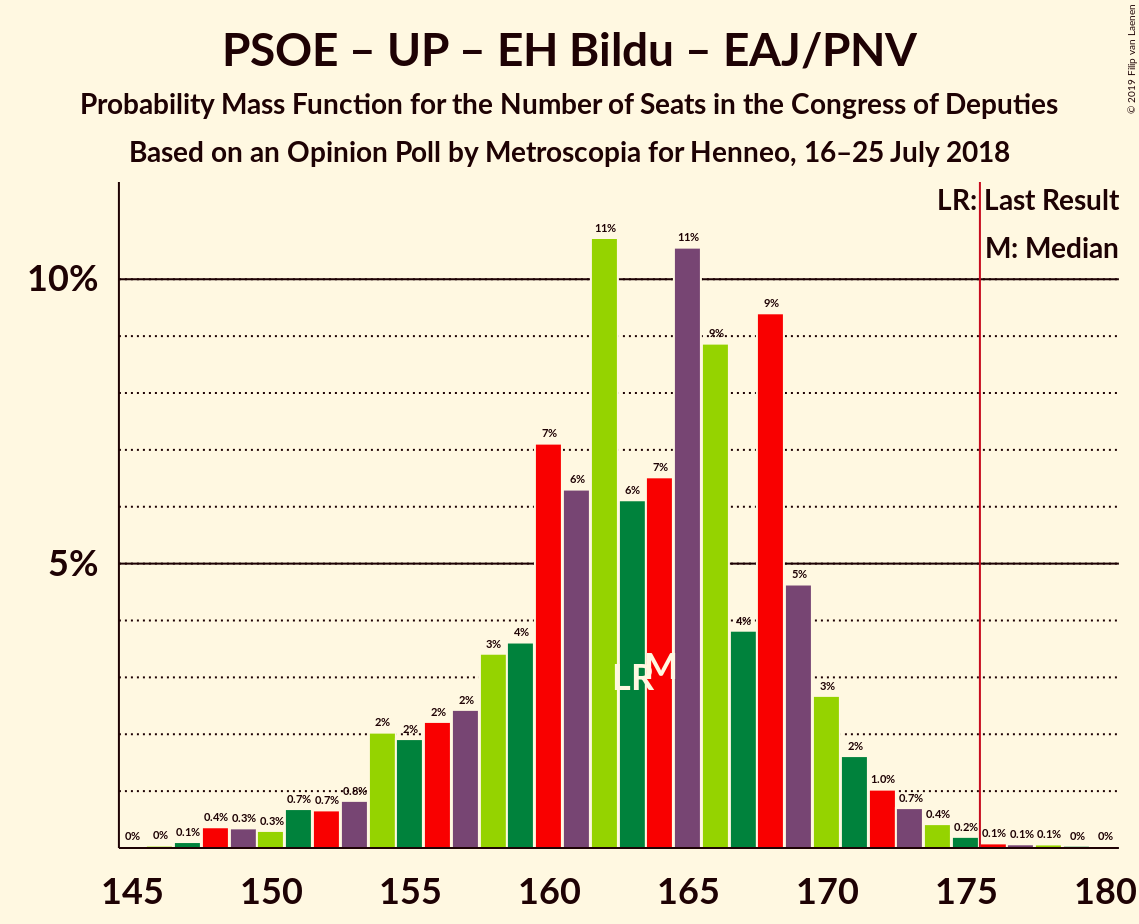 PSOE – UP – EH Bildu – EAJ/PNV
Probability Mass Function for the Number of Seats in the Congress of Deputies
Based on an Opinion Poll by Metroscopia for Henneo, 16–25 July 2018
© 2019 Filip van Laenen
LR: Last Result
M: Median
10%
5%
0% 0% 0.1% 0.4% 0.3% 0.3% 0.7% 0.7% 0.8% 2% 2% 2% 2% 3% 4% 7% 6% 11% 6% 7% 11% 9% 4% 9% 5% 3% 2% 1.0% 0.7% 0.4% 0.2% 0.1% 0.1% 0.1% 0% 0%
LR M
145 150 155 160 165 170 175 180